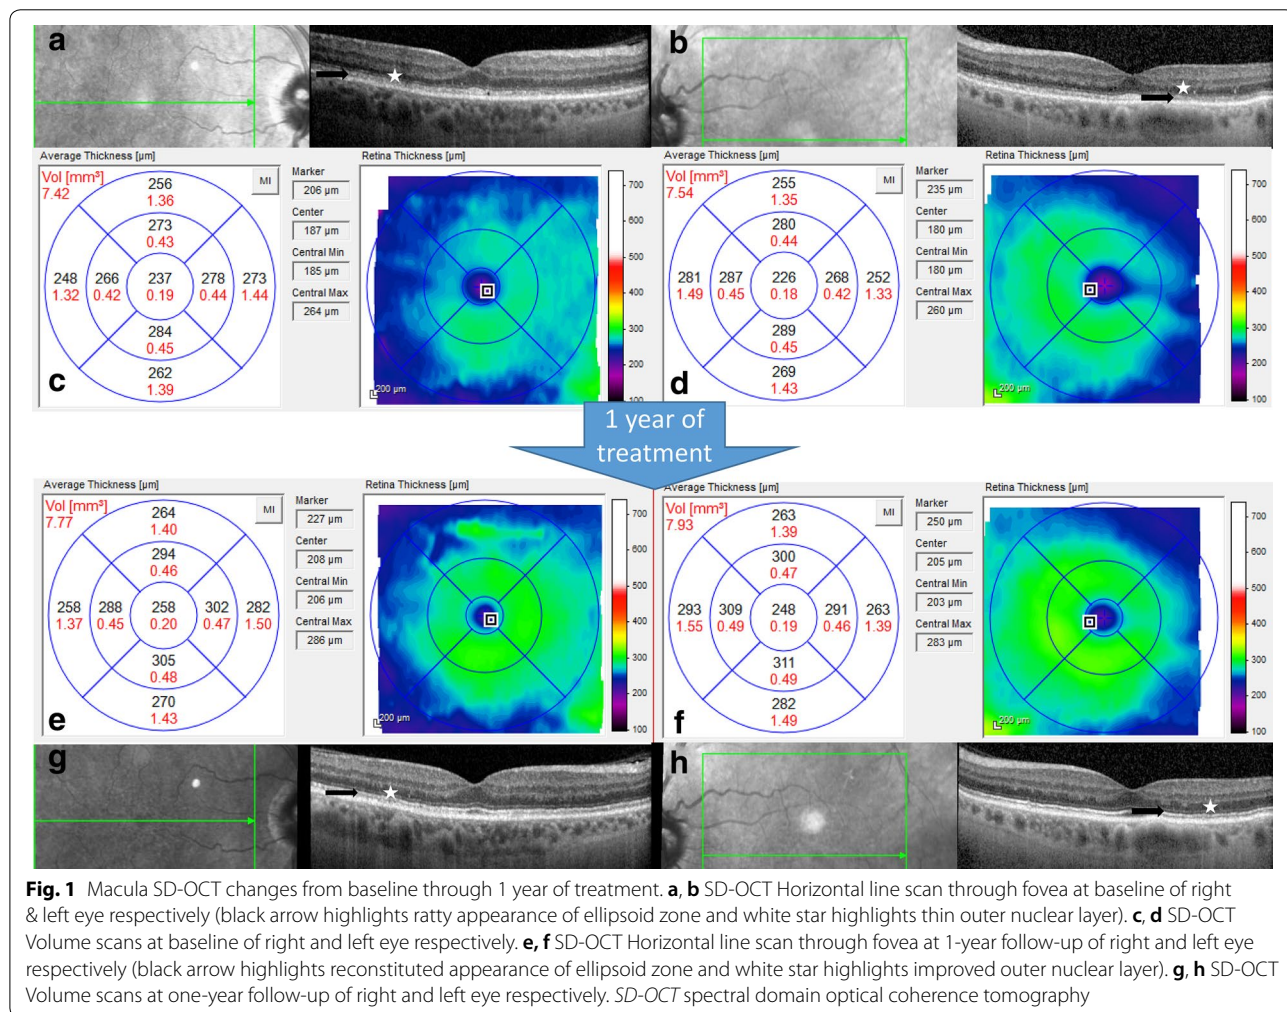 a
b
Average Thickness [µm]
Retina Thickness [µm]
Average Thickness [µm]
Retina Thickness [µm]
Vol [mm³]
7.42
MI
256
1.36
273
0.43
248 266 237 278 273
1.32 0.42 0.19 0.44 1.44
284
0.45
262
1.39
c
Marker
206 µm
Center
187 µm
Central Min
185 µm
Central Max
264 µm
200 µm
700
600
500
400
300
200
100
Vol [mm³]
7.54
MI
255
1.35
280
0.44
281 287 226 268 252
1.49 0.45 0.18 0.42 1.33
289
0.45
269
1.43
d
Marker
235 µm
Center
180 µm
Central Min
180 µm
Central Max
260 µm
200 µm
700
600
500
400
300
200
100
1 year of
treatment
Average Thickness [µm]
Retina Thickness [µm]
Average Thickness [µm]
Retina Thickness [µm]
Vol [mm³]
7.77
MI
264
1.40
294
0.46
258 288 258 302 282
1.37 0.45 0.20 0.47 1.50
305
0.48
270
1.43
e
Marker
227 µm
Center
208 µm
Central Min
206 µm
Central Max
286 µm
200 µm
700
600
500
400
300
200
100
Vol [mm³]
7.93
MI
263
1.39
300
0.47
293 309 248 291 263
1.55 0.49 0.19 0.46 1.39
311
0.49
282
1.49
f
Marker
250 µm
Center
205 µm
Central Min
203 µm
Central Max
283 µm
200 µm
700
600
500
400
300
200
100
g
h
Fig. 1 Macula SD-OCT changes from baseline through 1 year of treatment. a, b SD-OCT Horizontal line scan through fovea at baseline of right
& left eye respectively (black arrow highlights ratty appearance of ellipsoid zone and white star highlights thin outer nuclear layer). c, d SD-OCT
Volume scans at baseline of right and left eye respectively. e, f SD-OCT Horizontal line scan through fovea at 1-year follow-up of right and left eye
respectively (black arrow highlights reconstituted appearance of ellipsoid zone and white star highlights improved outer nuclear layer). g, h SD-OCT
Volume scans at one-year follow-up of right and left eye respectively. SD-OCT spectral domain optical coherence tomography